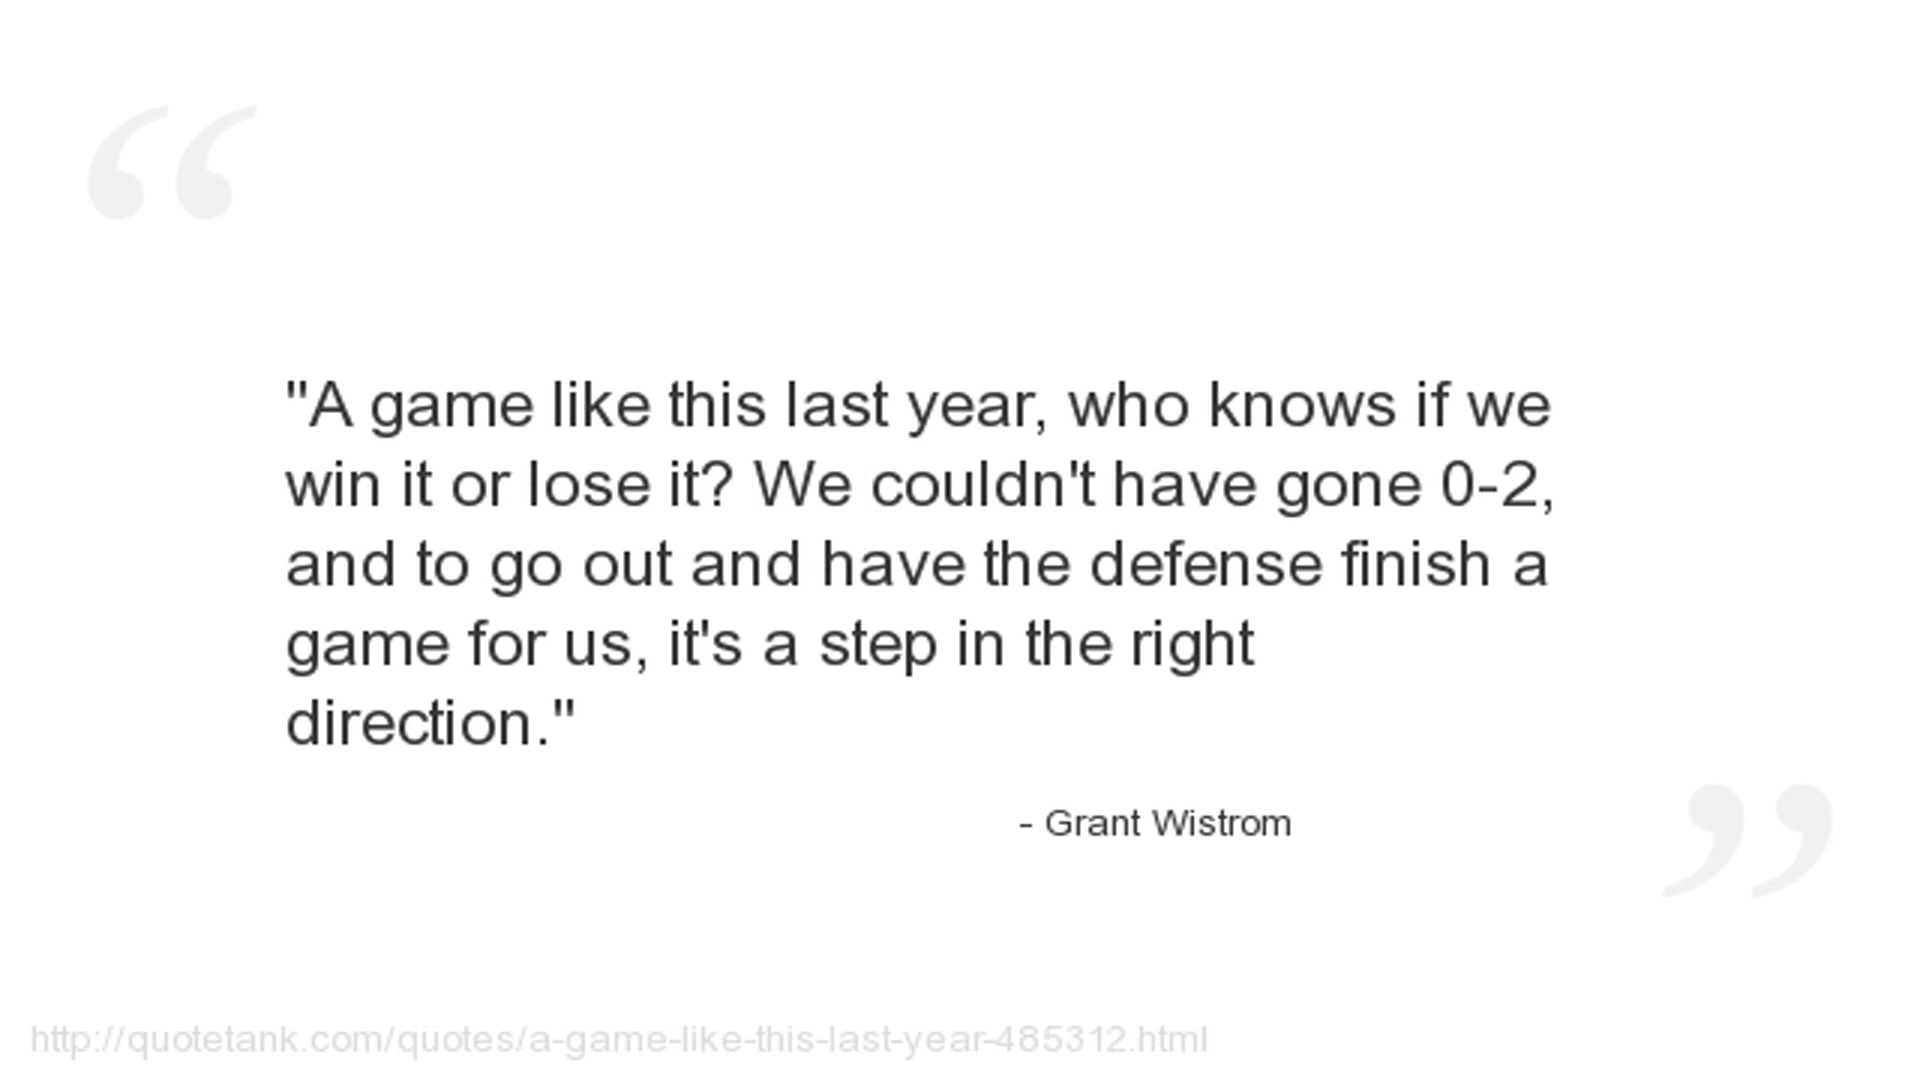 "A game like this last year, who knows if we
win it or lose it? We couldn't have gone 0-2,
and to go out and have the defense finish a
game for us, it's a step in the right
direction."
- Grant Wistrom
http://quotetank.com/quotes/a-game-like-this-last-year-485312.html